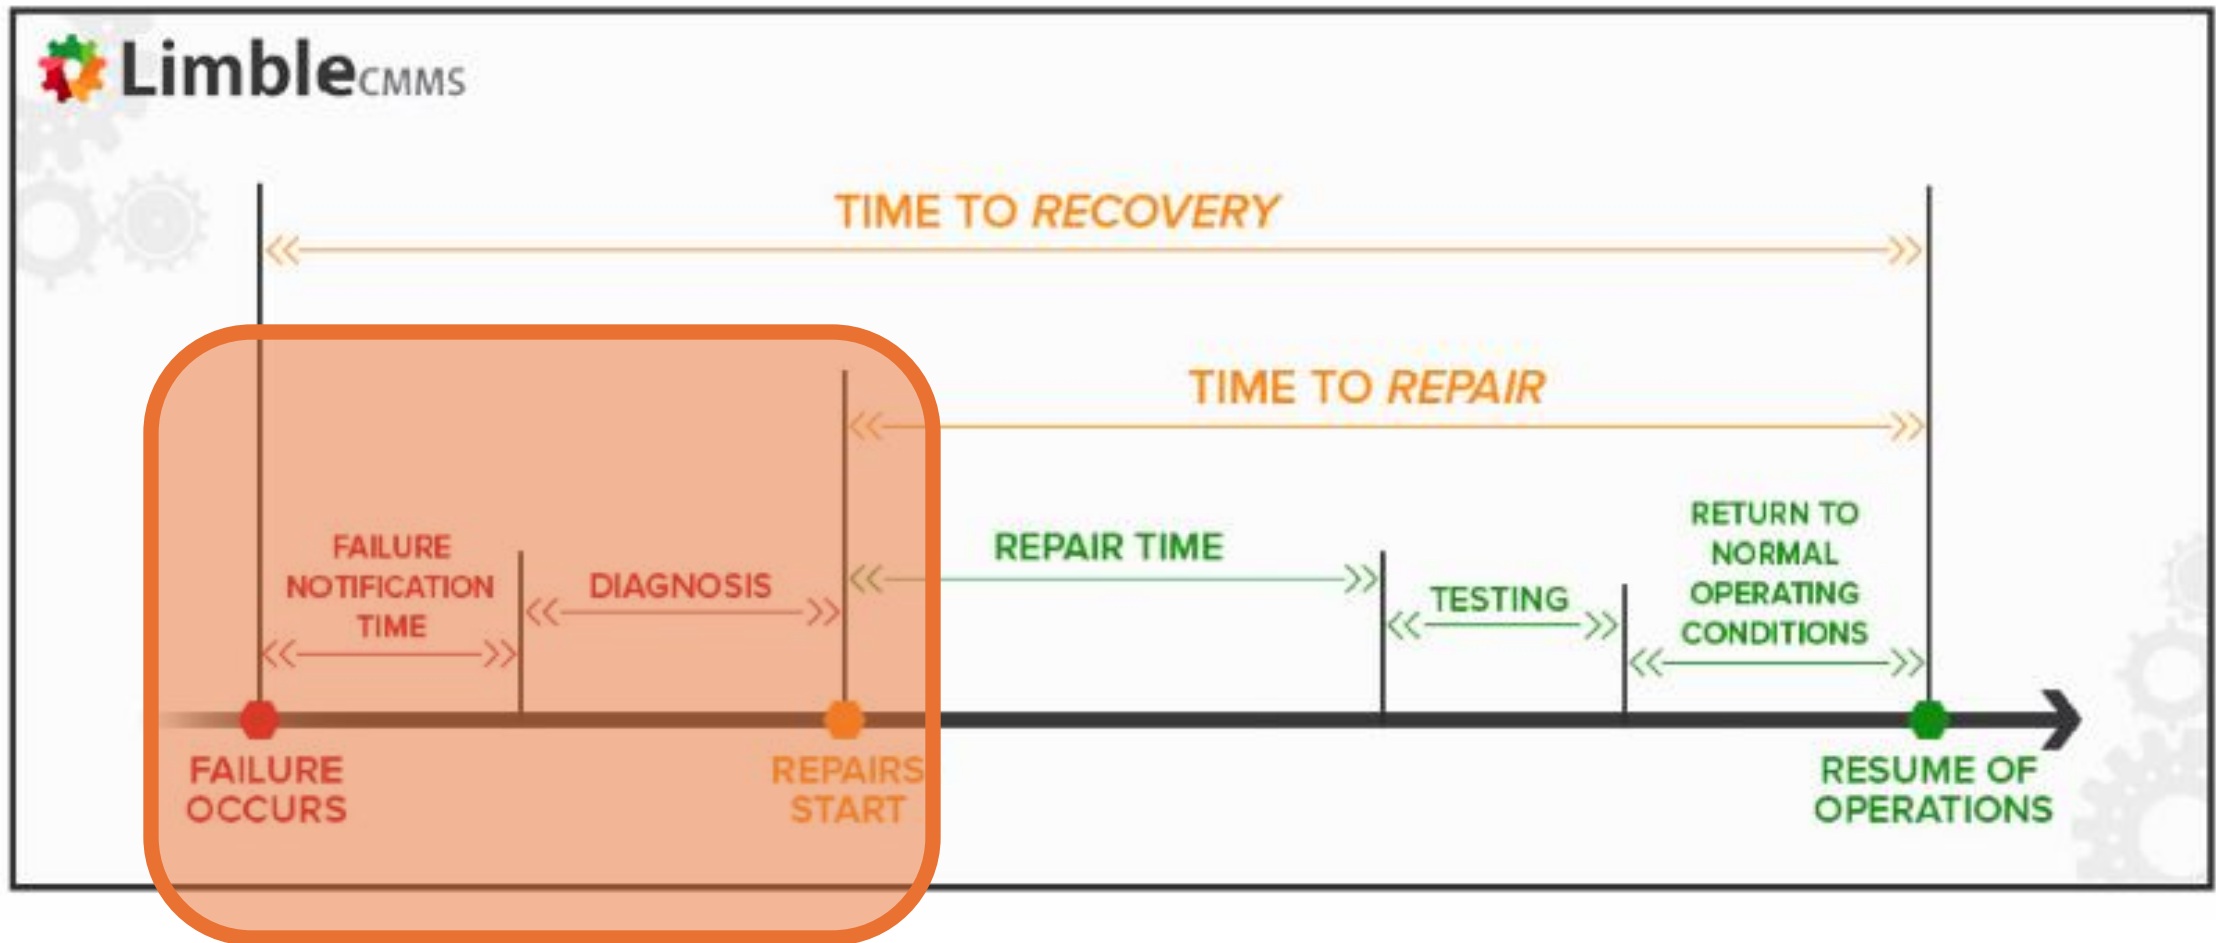 Limble CMMS
TIME TO RECOVERY
TIME TO REPAIR
FAILURE
NOTIFICATION
TIME
DIAGNOSIS
REPAIR TIME
TESTING
RETURN TO
NORMAL
OPERATING
CONDITIONS
FAILURE
OCCURS
REPAIRS
START
RESUME OF
OPERATIONS